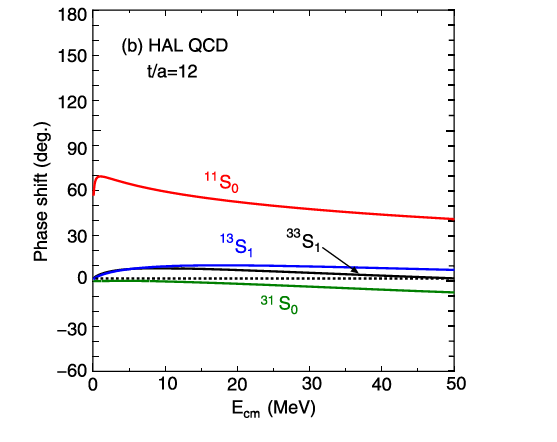 180
150
120
90
60
30
0
−30
−60
Phase shift (deg.)
(b) HAL QCD
t/a=12
¹¹S₀
¹³S₁
³³S₁
³¹S₀
0 10 20 30 40 50
E_cm (MeV)